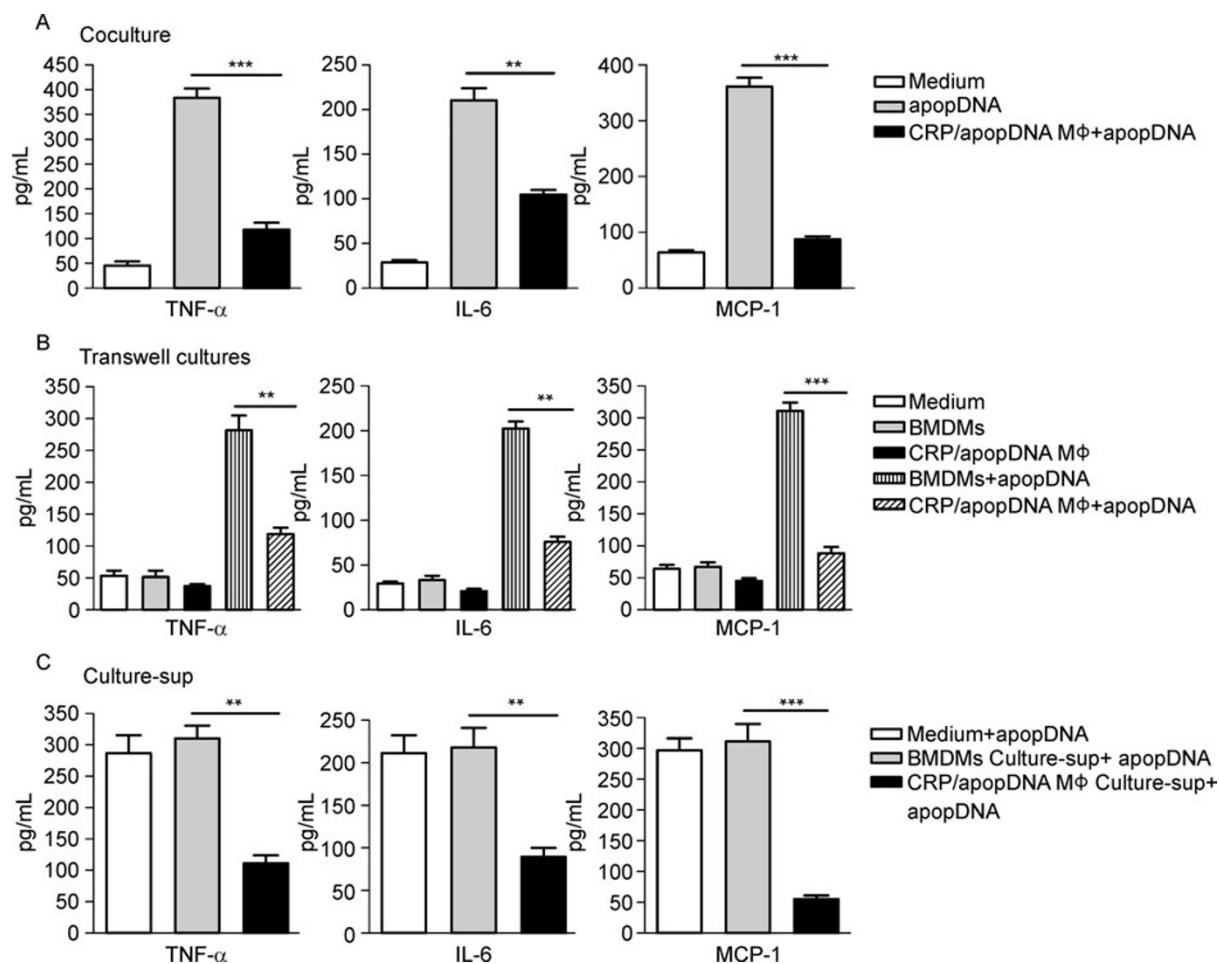 A
Coculture
pg/mL
450
400
350
300
250
200
150
100
50
0
***
TNF-α
pg/mL
250
200
150
100
50
0
**
IL-6
pg/mL
400
300
200
100
0
***
MCP-1
Medium
apopDNA
CRP/apopDNA MΦ+apopDNA
B
Transwell cultures
pg/mL
350
300
250
200
150
100
50
0
**
TNF-α
pg/mL
250
200
150
100
50
0
**
IL-6
pg/mL
350
300
250
200
150
100
50
0
***
MCP-1
Medium
BMDMs
CRP/apopDNA MΦ
BMDMs+apopDNA
CRP/apopDNA MΦ+apopDNA
C
Culture-sup
pg/mL
350
300
250
200
150
100
50
0
**
TNF-α
pg/mL
250
200
150
100
50
0
**
IL-6
pg/mL
350
300
250
200
150
100
50
0
***
MCP-1
Medium+apopDNA
BMDMs Culture-sup+ apopDNA
CRP/apopDNA MΦ Culture-sup+
apopDNA